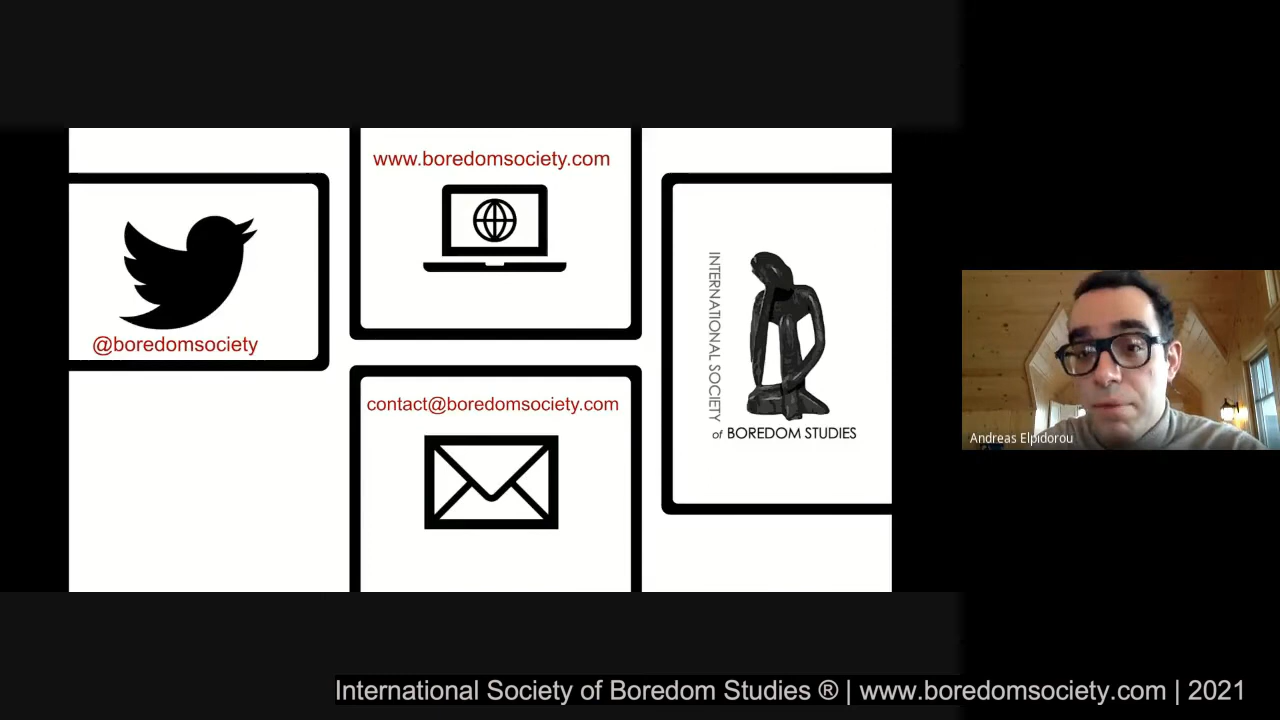 www.boredomsociety.com
@boredomsociety
contact@boredomsociety.com
INTERNATIONAL SOCIETY
of BOREDOM STUDIES
Andreas Elpidorou
International Society of Boredom Studies ® | www.boredomsociety.com | 2021